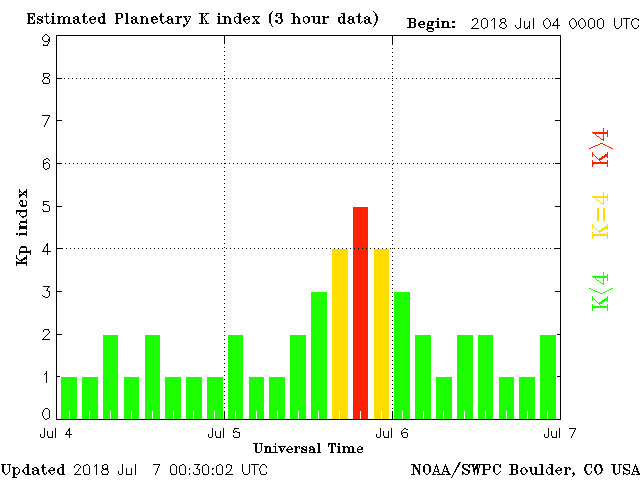 Estimated Planetary K index (3 hour data)
Begin: 2018 Jul 04 0000 UTC
9
8
7
6
5
4
3
2
1
0
Kp index
K>4
K=4
K<4
Jul 4
Jul 5
Jul 6
Jul 7
Universal Time
Updated 2018 Jul 7 00:30:02 UTC
NOAA/SWPC Boulder, CO USA